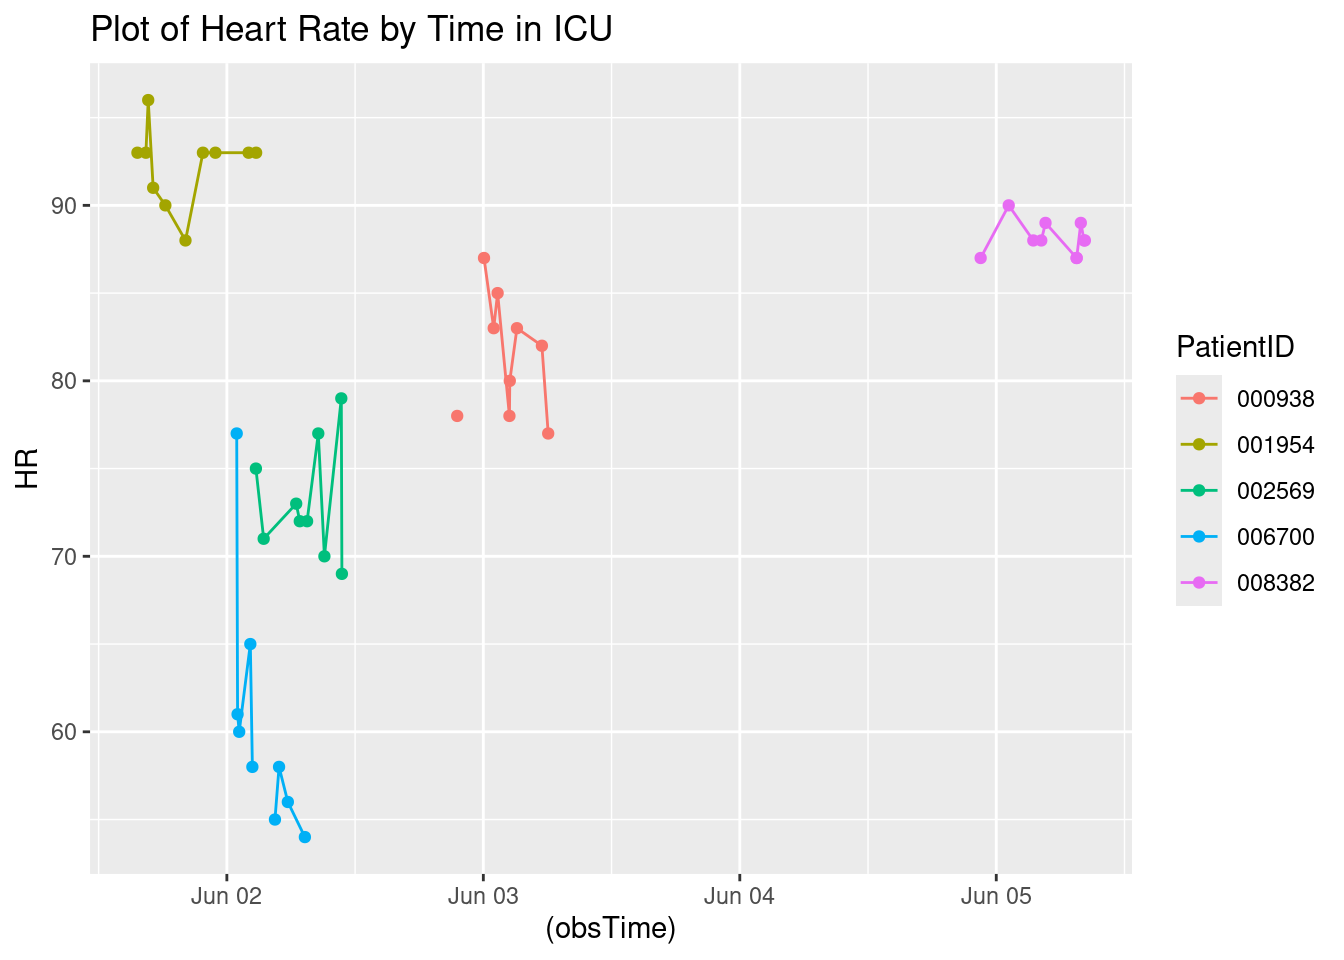 Plot of Heart Rate by Time in ICU
HR
90
80
70
60
Jun 02
Jun 03
Jun 04
Jun 05
(obsTime)
PatientID
000938
001954
002569
006700
008382